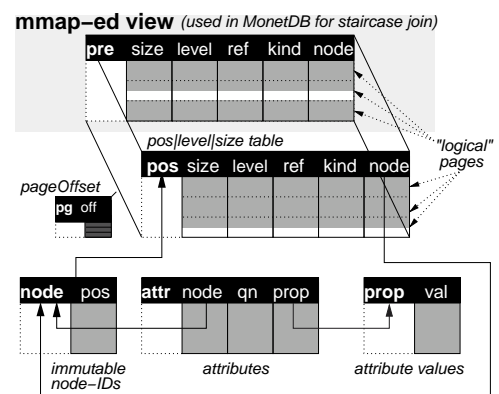 mmap-ed view (used in MonetDB for staircase join)
pre size level ref kind node
pos|level|size table
"logical" pages
pos size level ref kind node
pageOffset
pg off
node pos
attr node qn prop
prop val
immutable node-IDs
attributes
attribute values